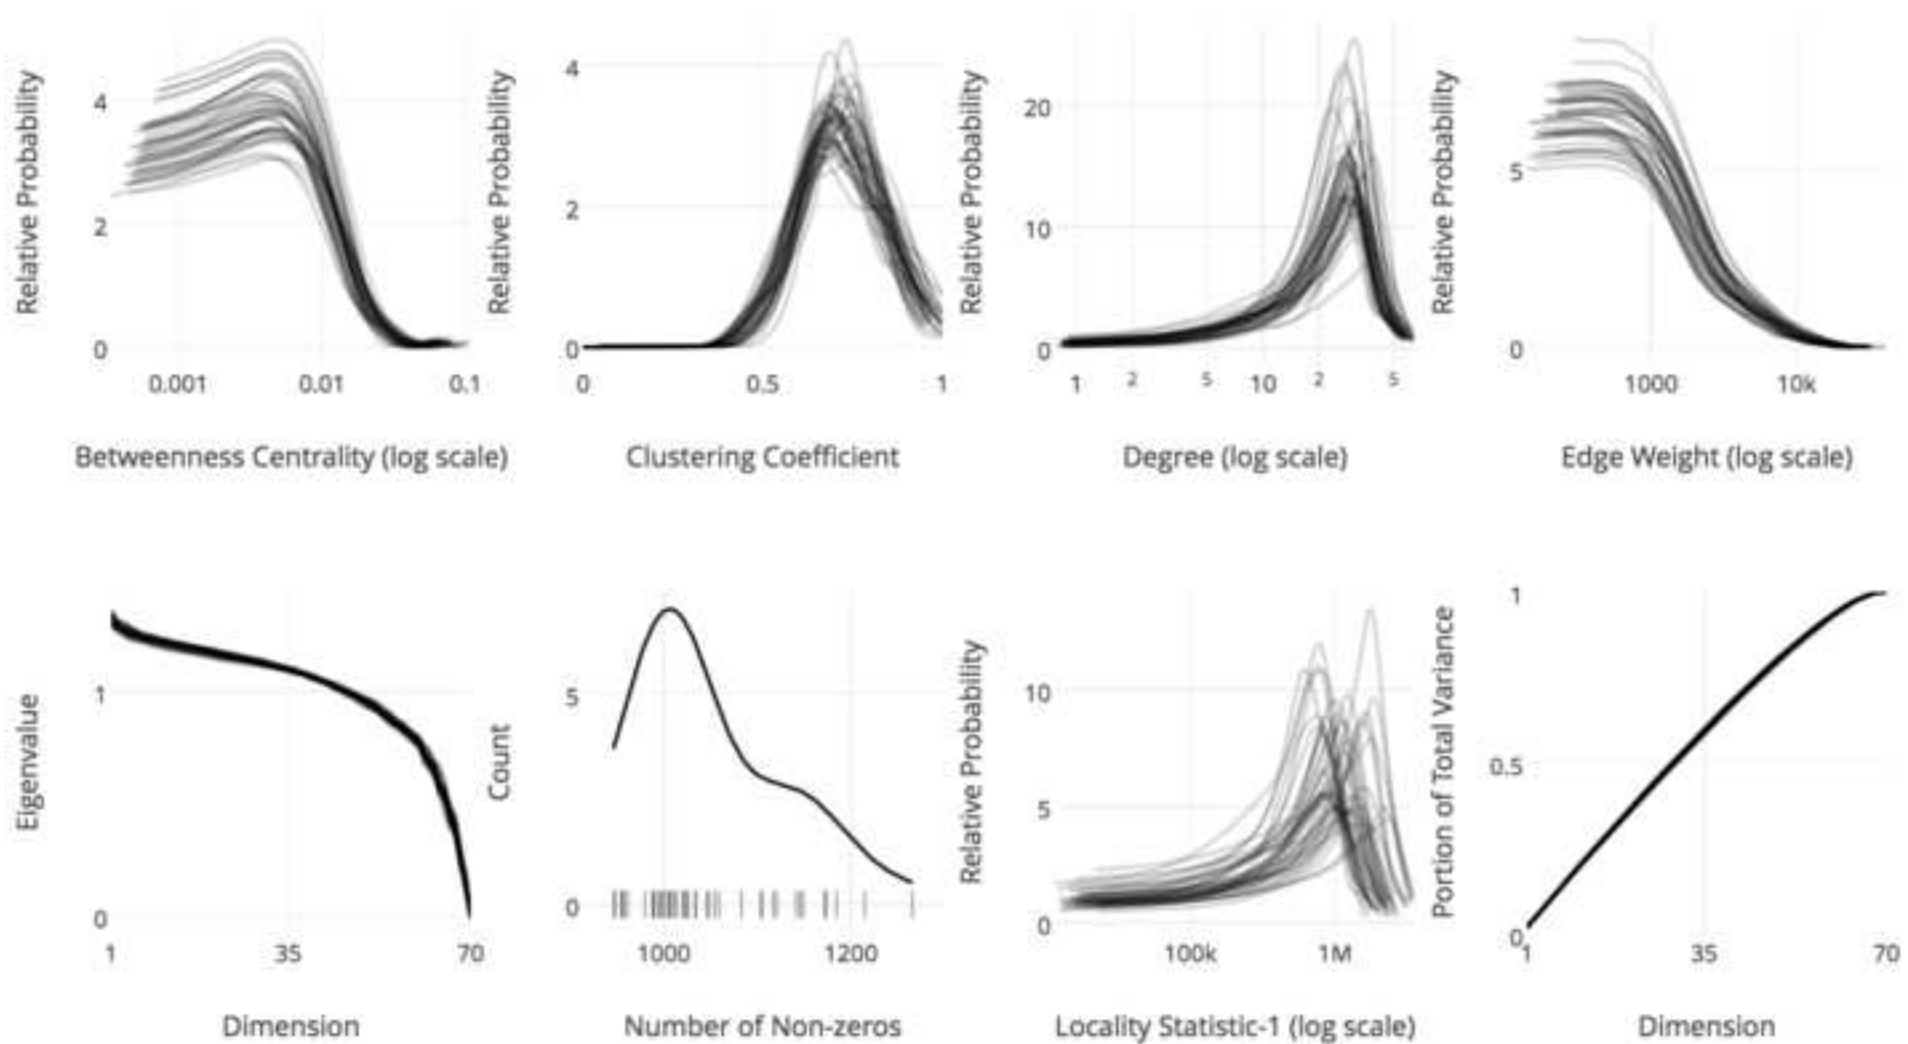 Relative Probability
4
2
0
0.001 0.01 0.1
Betweenness Centrality (log scale)
Relative Probability
4
2
0
0 0.5 1
Clustering Coefficient
Relative Probability
20
10
0
1 2 5 10 2 5
Degree (log scale)
Relative Probability
5
0
1000 10k
Edge Weight (log scale)
Eigenvalue
1
0
1 35 70
Dimension
Count
5
0
1000 1200
Number of Non-zeros
Relative Probability
10
5
0
100k 1M
Locality Statistic-1 (log scale)
Portion of Total Variance
1
0.5
0
1 35 70
Dimension